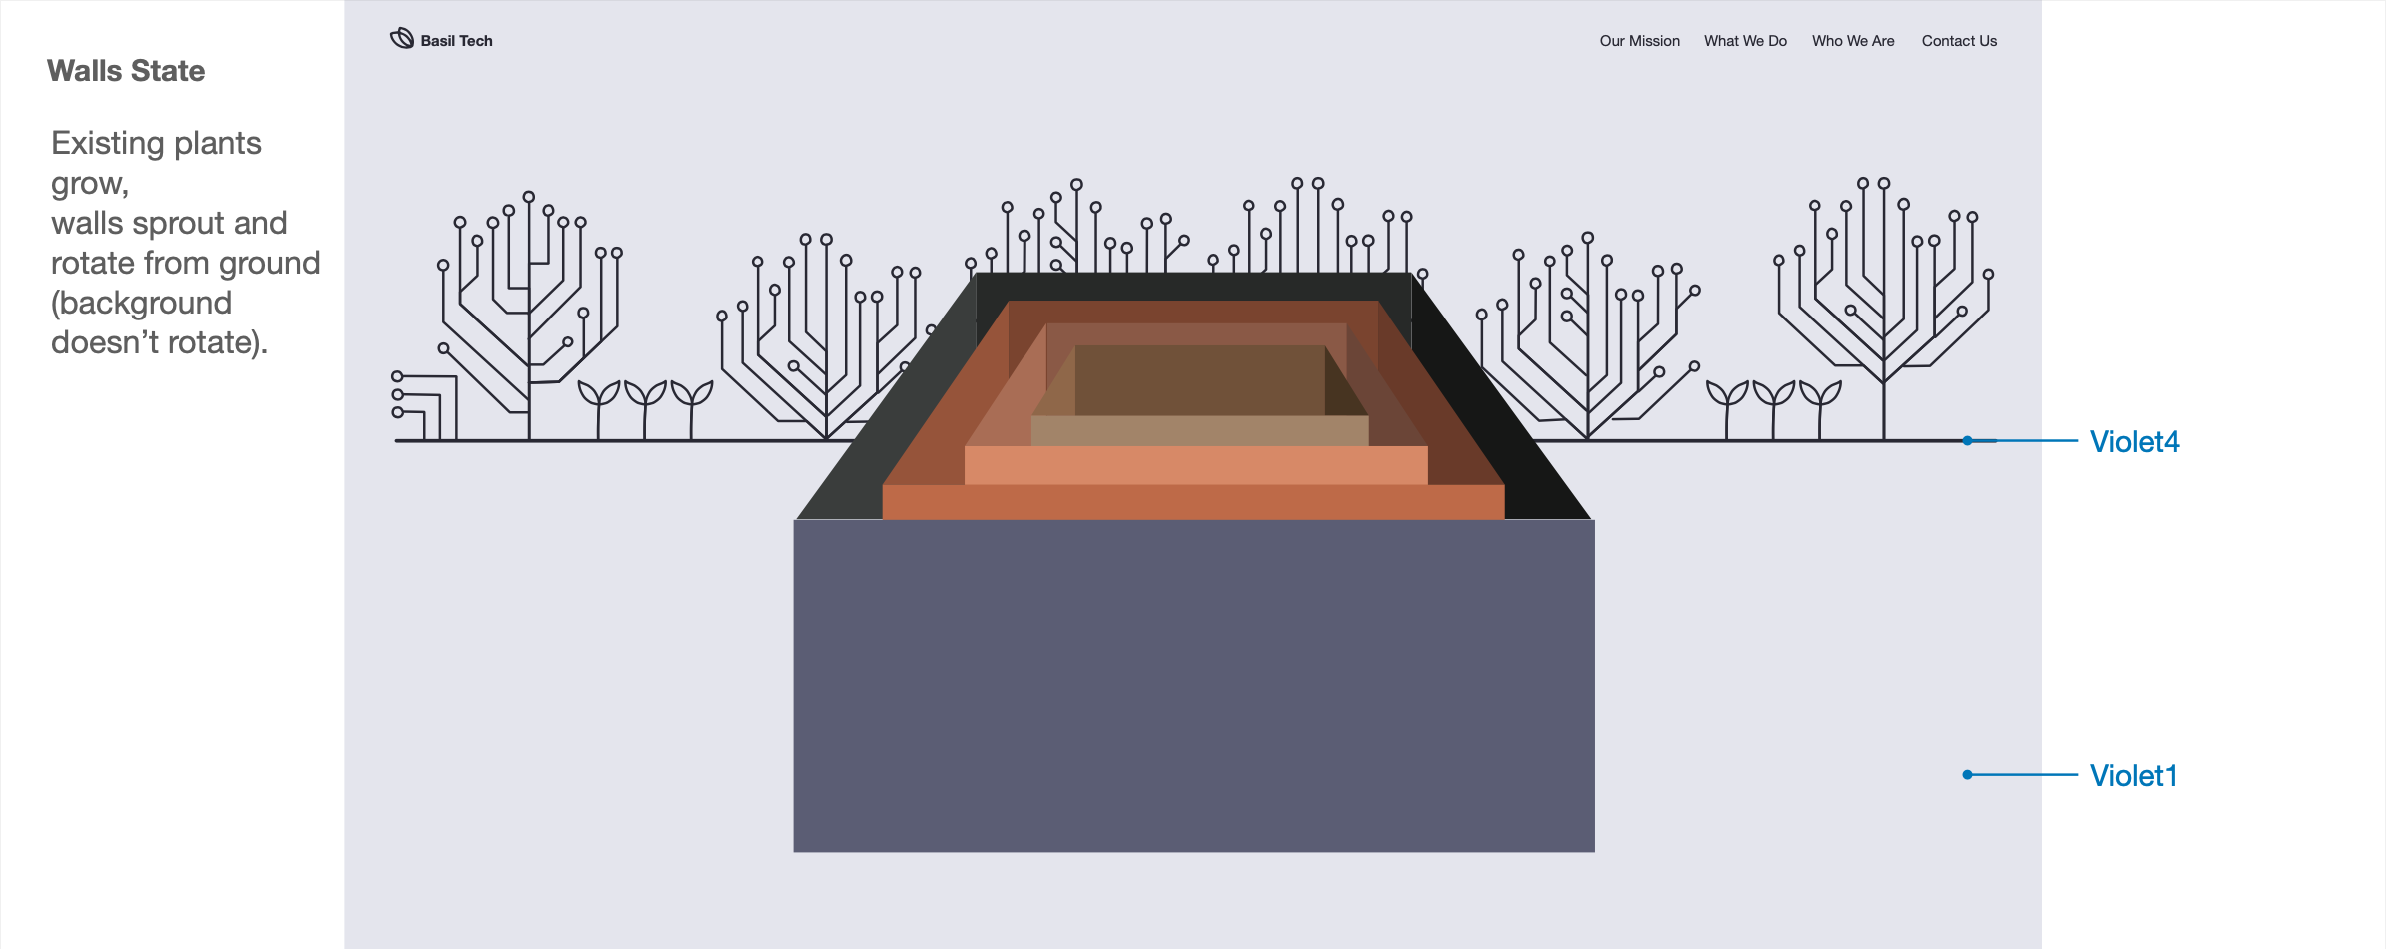 Walls State
Existing plants
grow,
walls sprout and
rotate from ground
(background
doesn’t rotate).
Basil Tech
Our Mission What We Do Who We Are Contact Us
Violet4
Violet1